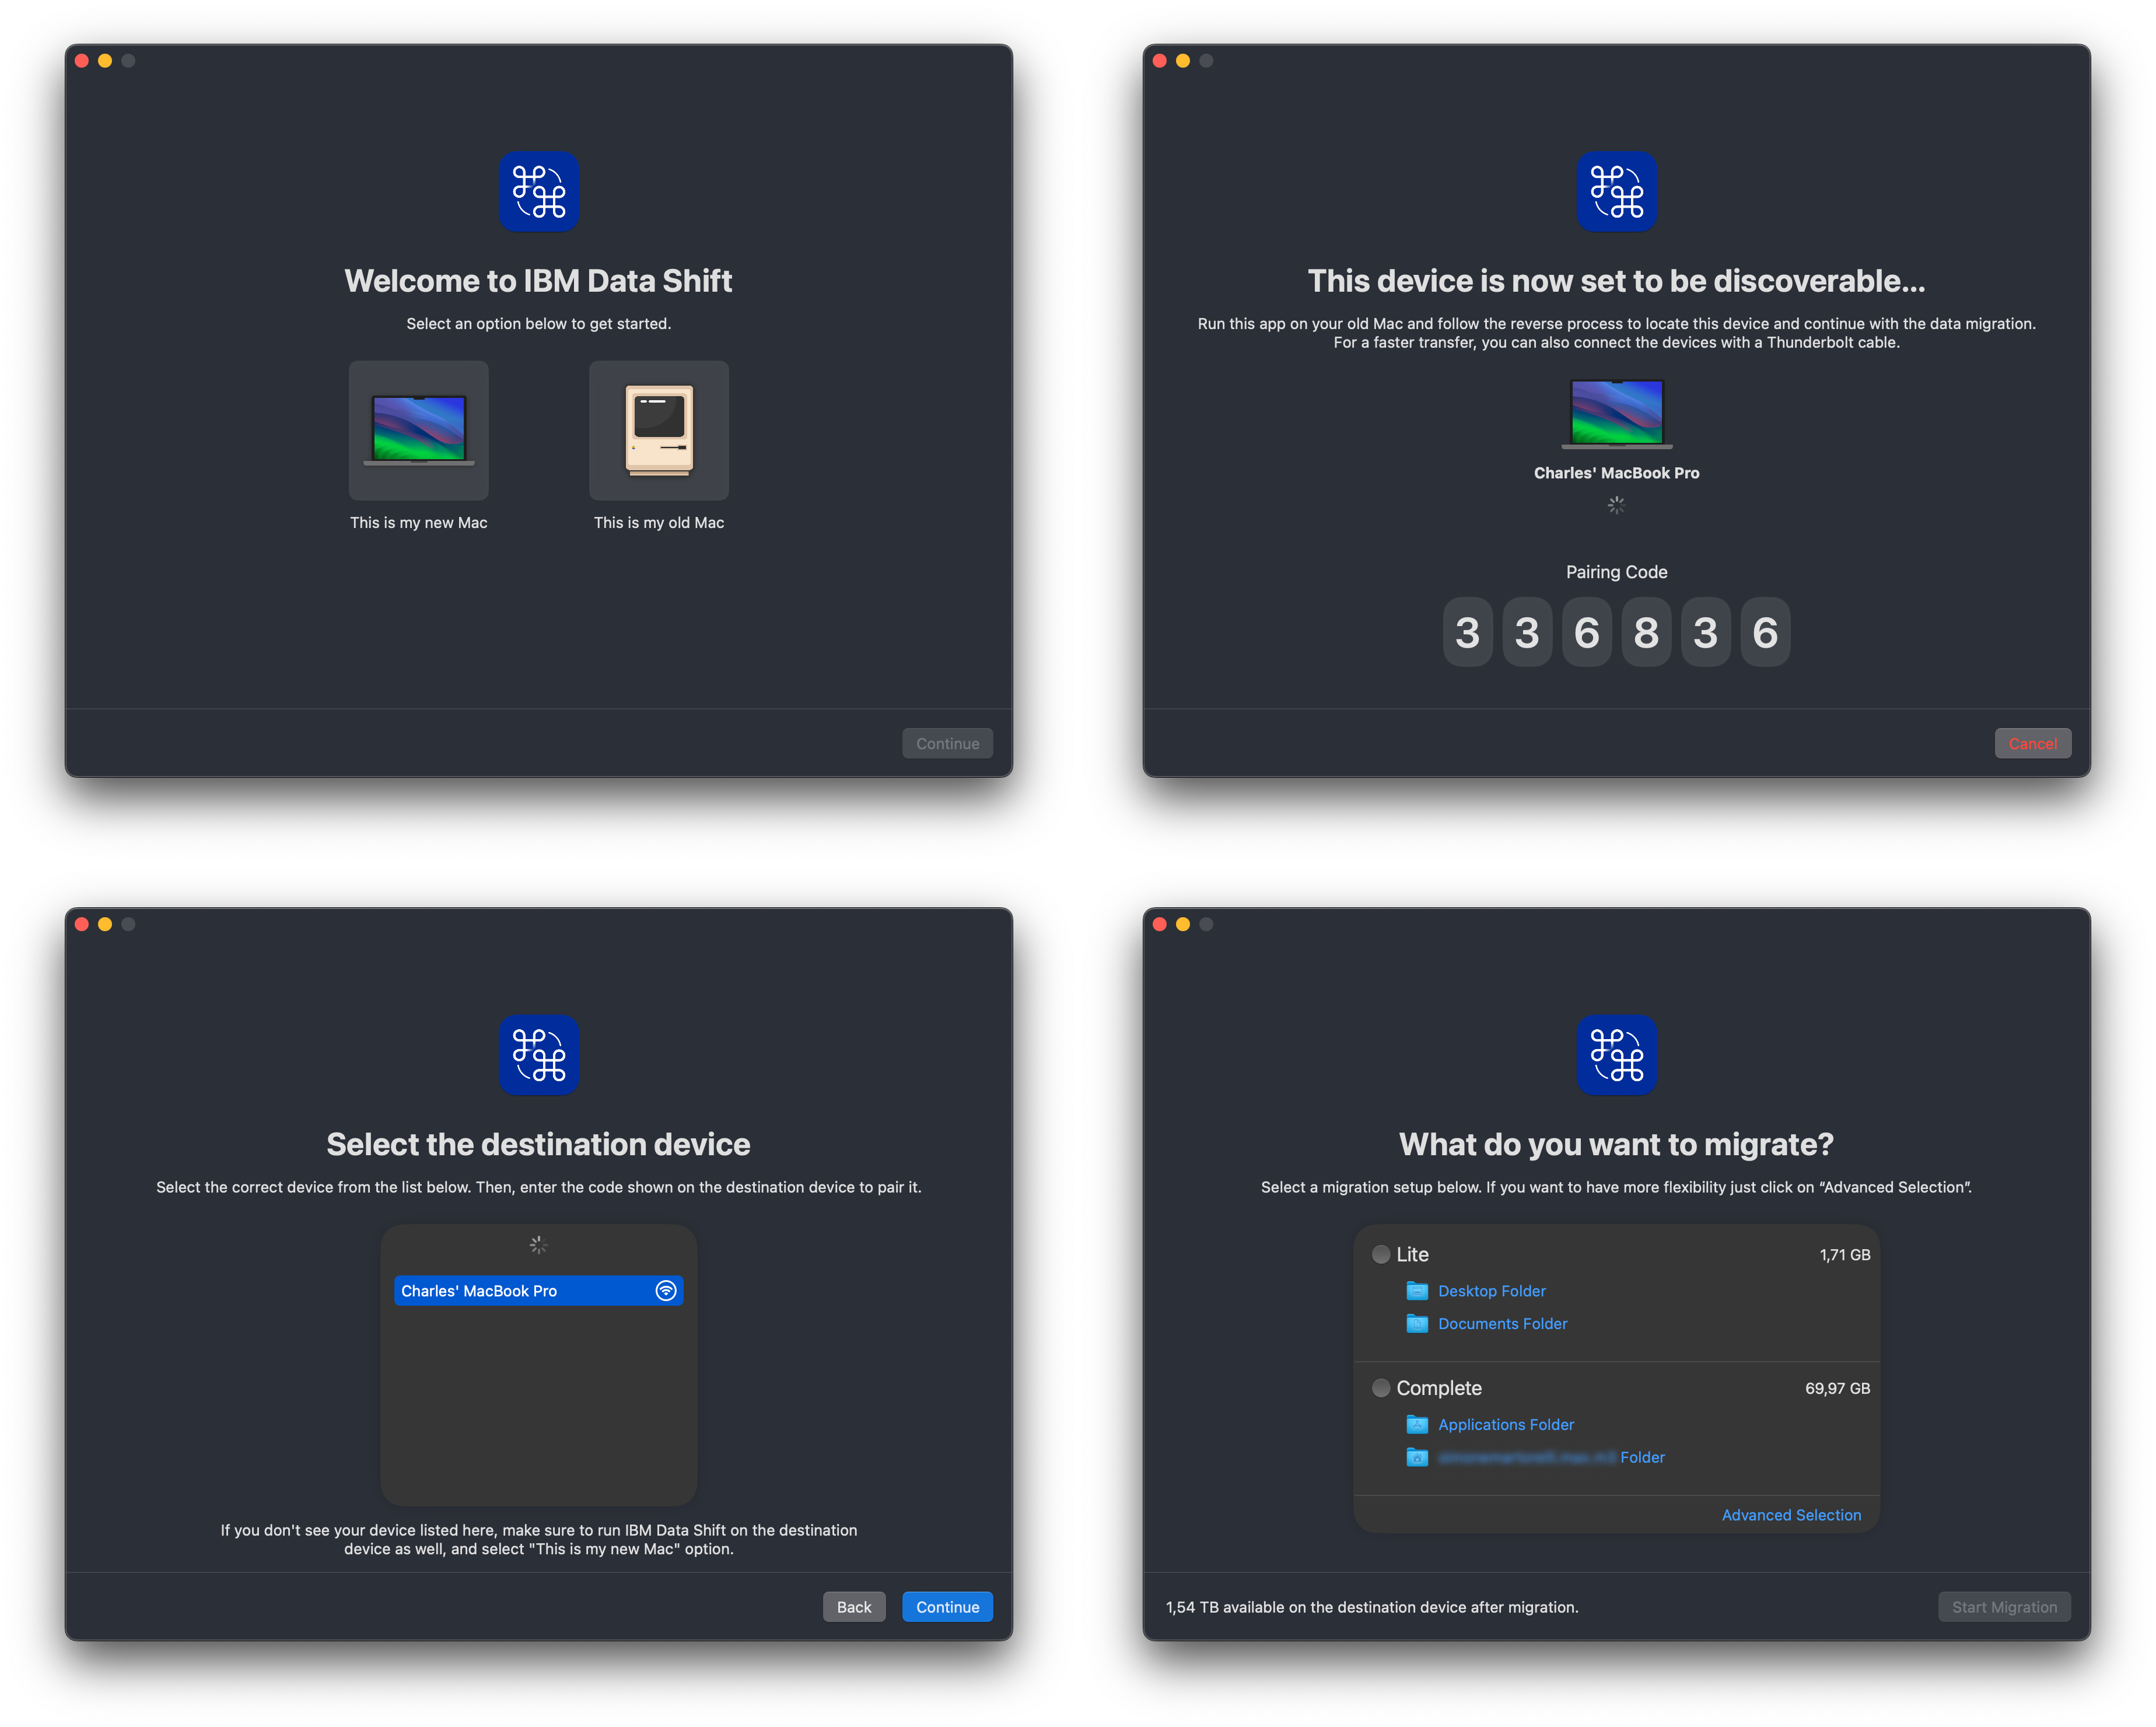 Welcome to IBM Data Shift
Select an option below to get started.
This is my new Mac
This is my old Mac
Continue
This device is now set to be discoverable...
Run this app on your old Mac and follow the reverse process to locate this device and continue with the data migration.
For a faster transfer, you can also connect the devices with a Thunderbolt cable.
Charles' MacBook Pro
Pairing Code
3 3 6 8 3 6
Cancel
Select the destination device
Select the correct device from the list below. Then, enter the code shown on the destination device to pair it.
Charles' MacBook Pro
If you don't see your device listed here, make sure to run IBM Data Shift on the destination
device as well, and select "This is my new Mac" option.
Back
Continue
What do you want to migrate?
Select a migration setup below. If you want to have more flexibility just click on “Advanced Selection”.
Lite
1,71 GB
Desktop Folder
Documents Folder
Complete
69,97 GB
Applications Folder
Folder
Advanced Selection
1,54 TB available on the destination device after migration.
Start Migration